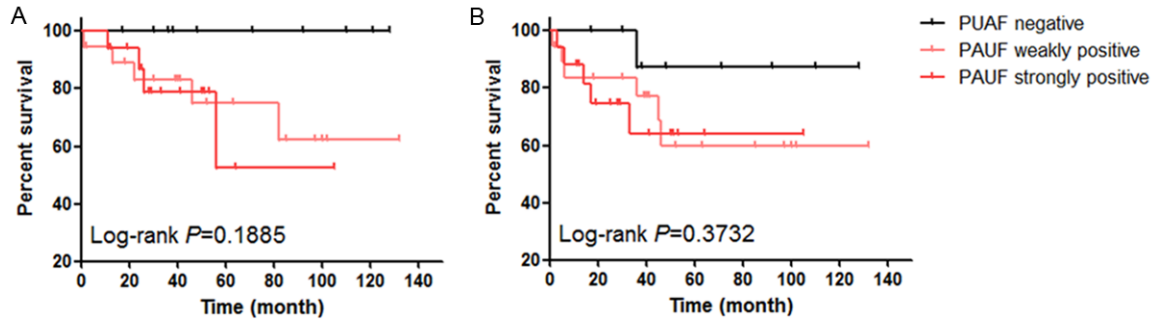 A
100
80
60
40
20
Percent survival
Log-rank P=0.1885
0 20 40 60 80 100 120 140
Time (month)
B
100
80
60
40
20
Percent survival
Log-rank P=0.3732
0 20 40 60 80 100 120 140
Time (month)
PUAF negative
PAUF weakly positive
PAUF strongly positive